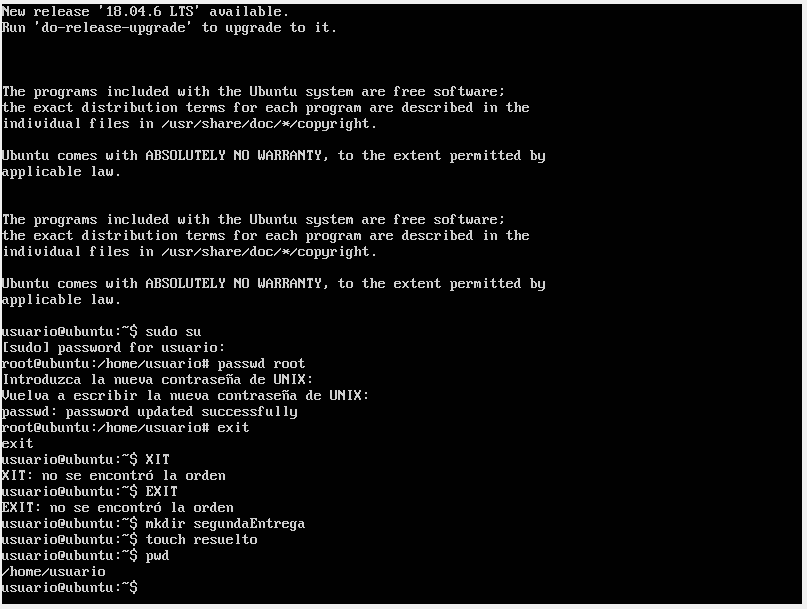 New release '18.04.6 LTS' available.
Run 'do-release-upgrade' to upgrade to it.
The programs included with the Ubuntu system are free software;
the exact distribution terms for each program are described in the
individual files in /usr/share/doc/*/copyright.
Ubuntu comes with ABSOLUTELY NO WARRANTY, to the extent permitted by
applicable law.
The programs included with the Ubuntu system are free software;
the exact distribution terms for each program are described in the
individual files in /usr/share/doc/*/copyright.
Ubuntu comes with ABSOLUTELY NO WARRANTY, to the extent permitted by
applicable law.
usuario@ubuntu:~$ sudo su
[sudo] password for usuario:
root@ubuntu:/home/usuario# passwd root
Introduzca la nueva contraseña de UNIX:
Vuelva a escribir la nueva contraseña de UNIX:
passwd: password updated successfully
root@ubuntu:/home/usuario# exit
exit
usuario@ubuntu:~$ XIT
XIT: no se encontró la orden
usuario@ubuntu:~$ EXIT
EXIT: no se encontró la orden
usuario@ubuntu:~$ mkdir segundaEntrega
usuario@ubuntu:~$ touch resuelto
usuario@ubuntu:~$ pwd
/home/usuario
usuario@ubuntu:~$